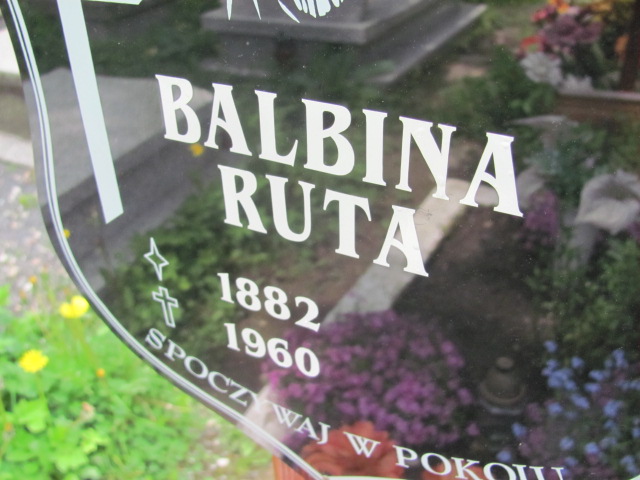 BALBINA
RUTA
1882
1960
SPOCZYWAJ W POKOJU